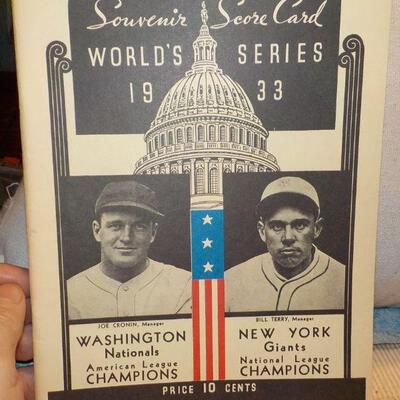 Souvenir Score Card
WORLD'S SERIES
19 33
JOE CRONIN, Manager
WASHINGTON
Nationals
American League
CHAMPIONS
BILL TERRY, Manager
NEW YORK
Giants
National League
CHAMPIONS
PRICE 10 CENTS